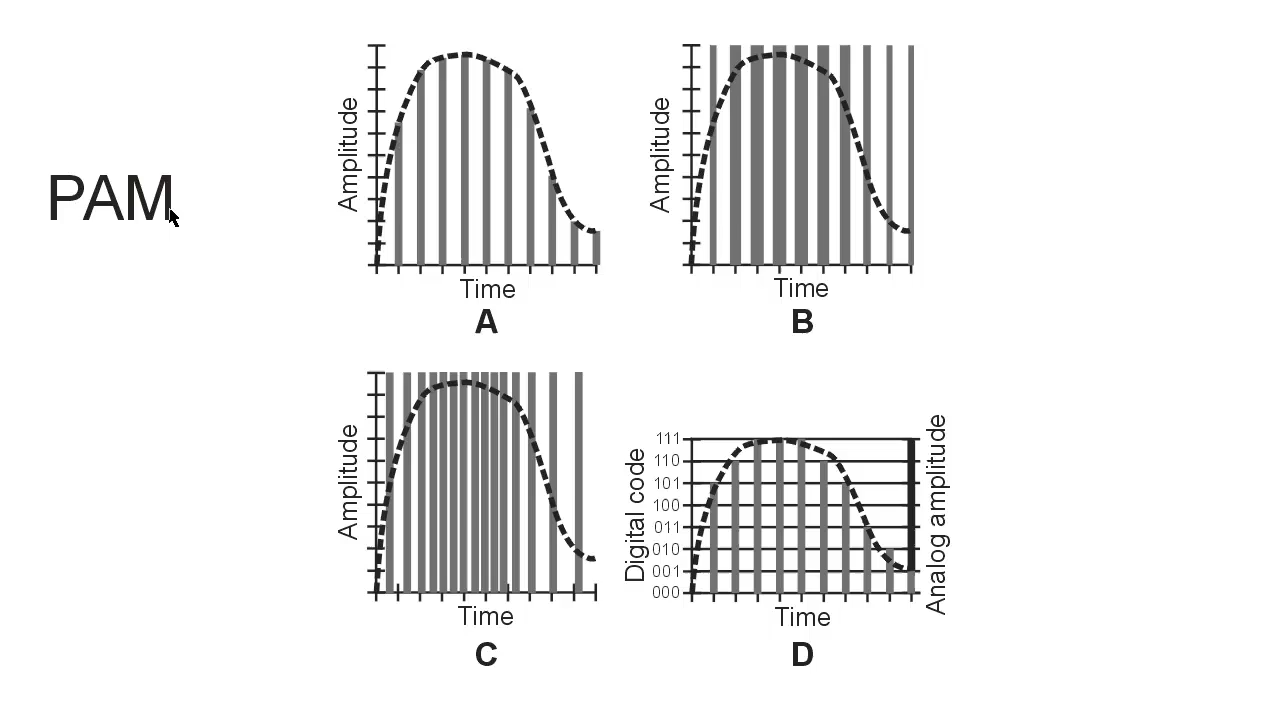 PAM
Amplitude
Time
A
Amplitude
Time
B
Amplitude
Time
C
Digital code
111
110
101
100
011
010
001
000
Analog amplitude
Time
D